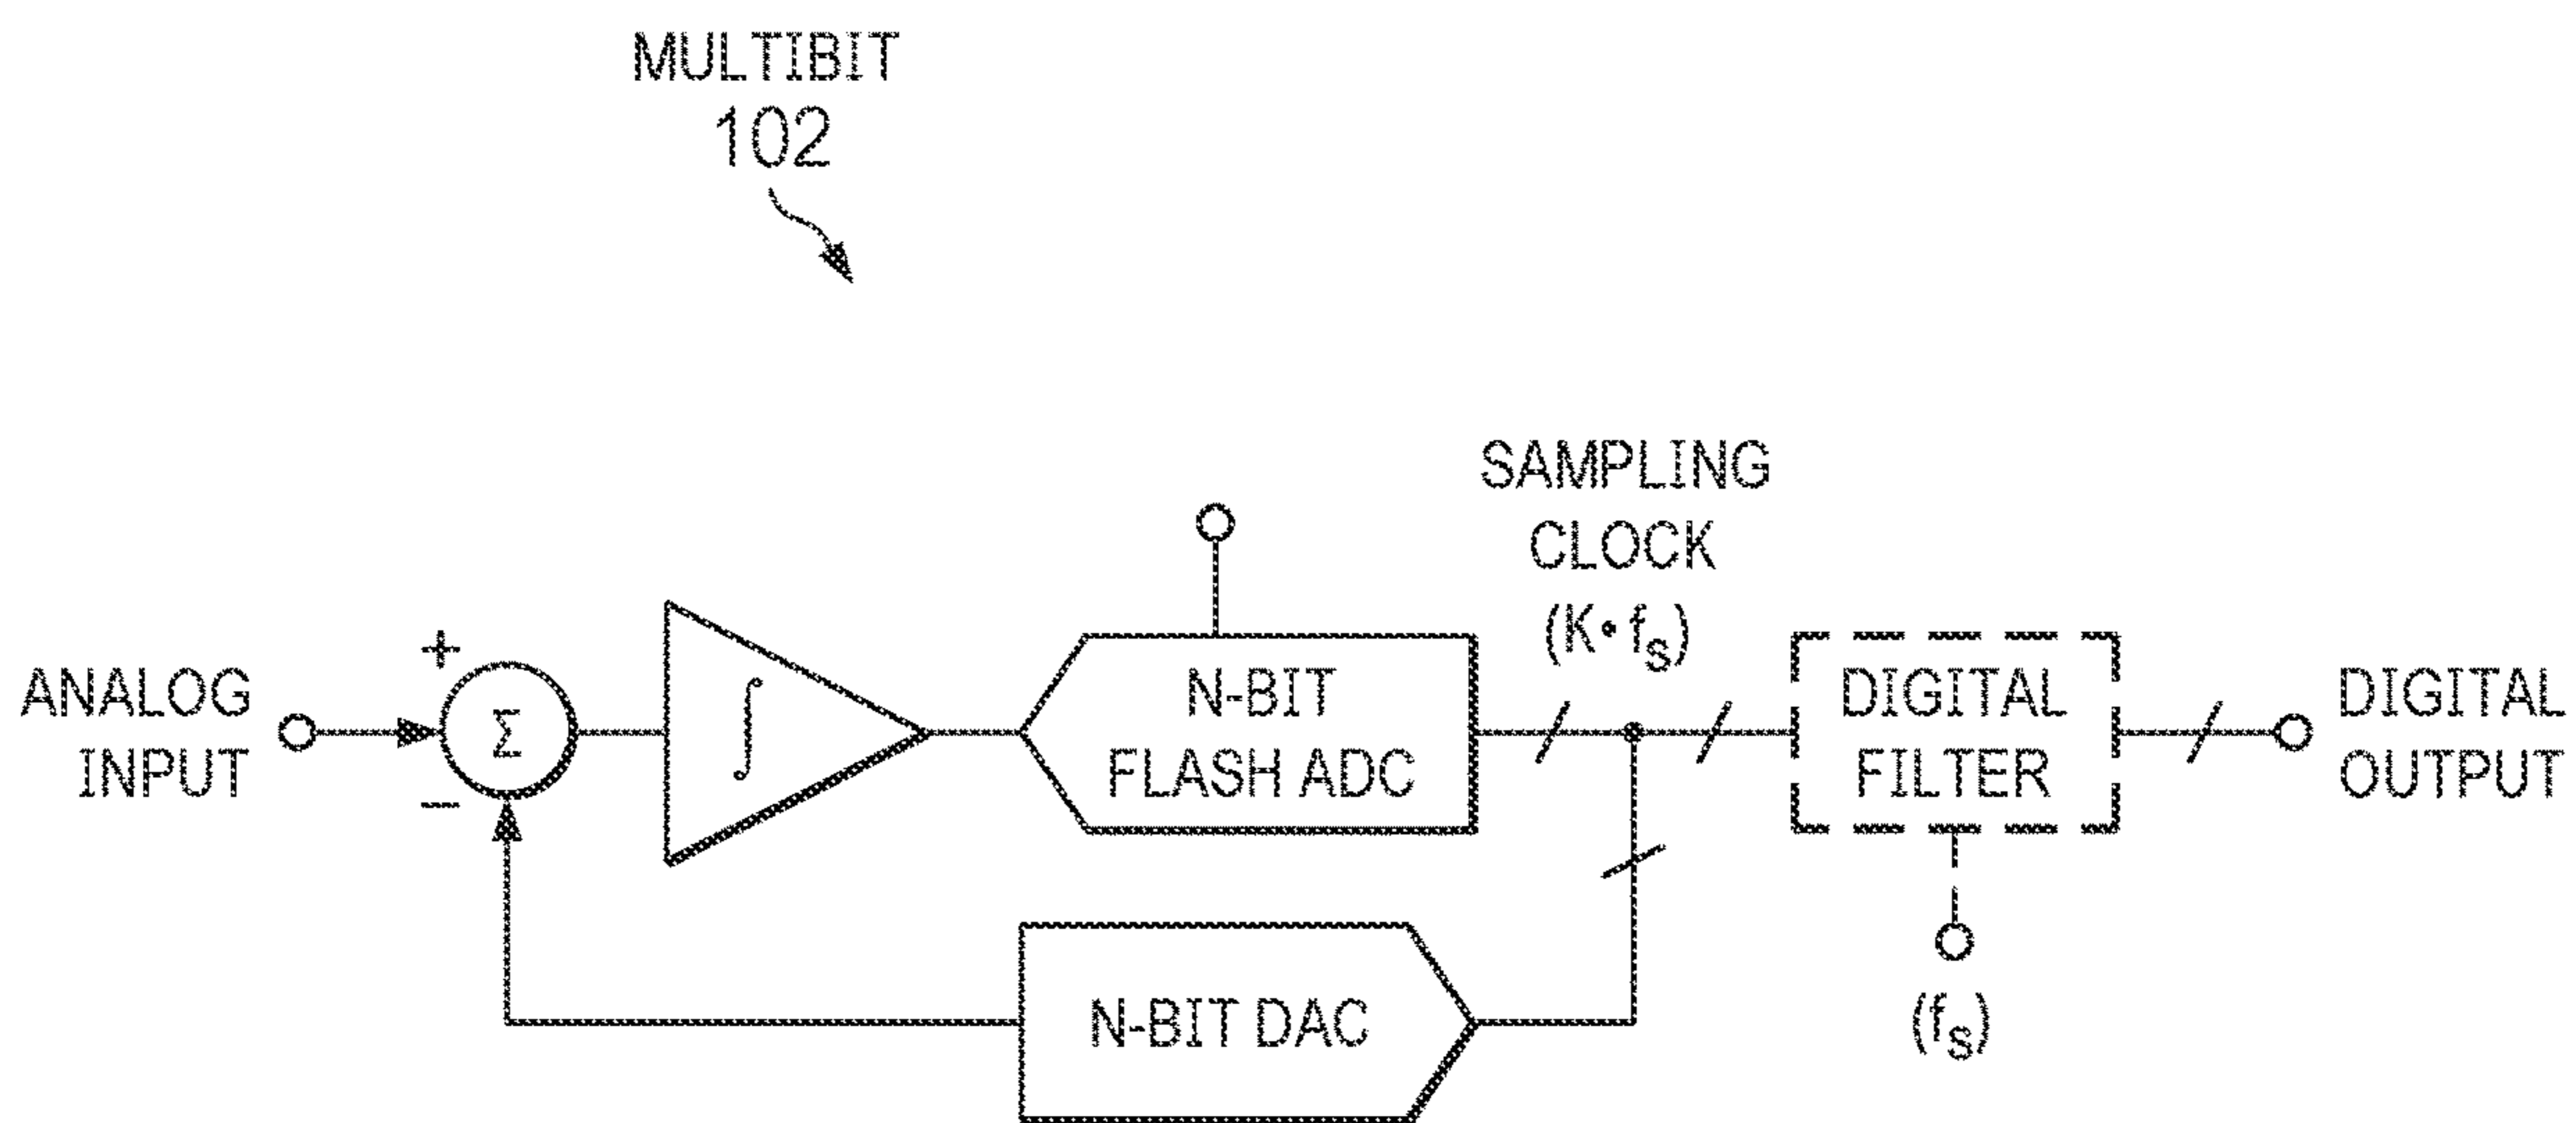 MULTIBIT
102
SAMPLING
CLOCK
(K•fs)
+
ANALOG
INPUT
−
Σ
∫
N-BIT
FLASH ADC
DIGITAL
FILTER
DIGITAL
OUTPUT
N-BIT DAC
(fs)